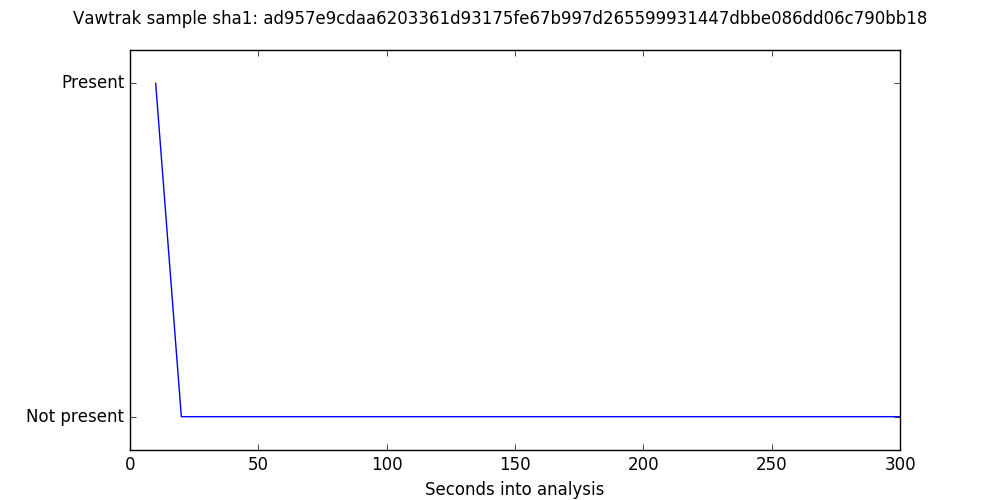 Vawtrak sample sha1: ad957e9cdaa6203361d93175fe67b997d265599931447dbbe086dd06c790bb18
Present
Not present
0 50 100 150 200 250 300
Seconds into analysis